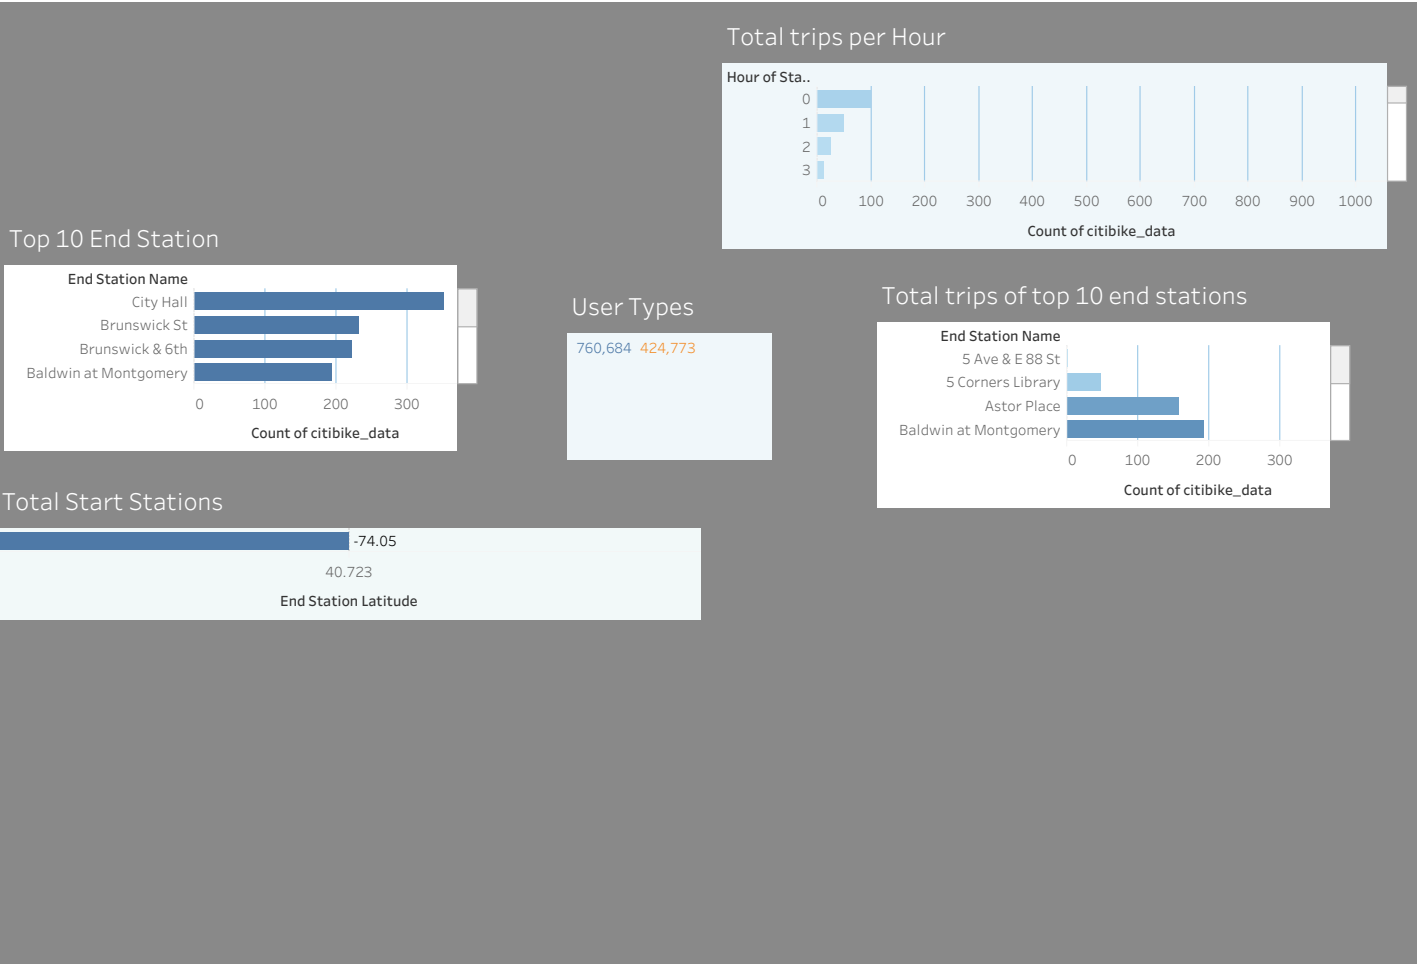 Total trips per Hour
Hour of Sta..
0
1
2
3
0 100 200 300 400 500 600 700 800 900 1000
Count of citibike_data
Top 10 End Station
End Station Name
City Hall
Brunswick St
Brunswick & 6th
Baldwin at Montgomery
0 100 200 300
Count of citibike_data
User Types
760,684 424,773
Total trips of top 10 end stations
End Station Name
5 Ave & E 88 St
5 Corners Library
Astor Place
Baldwin at Montgomery
0 100 200 300
Count of citibike_data
Total Start Stations
-74.05
40.723
End Station Latitude